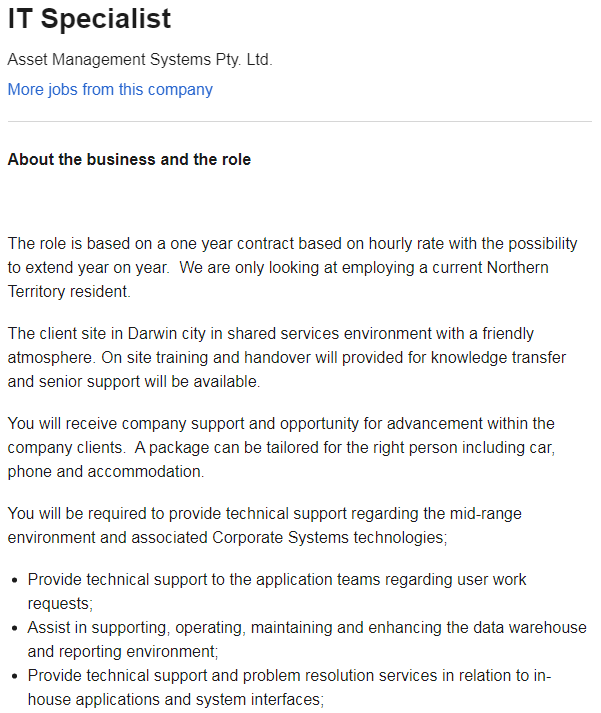 IT Specialist
Asset Management Systems Pty. Ltd.
More jobs from this company
About the business and the role
The role is based on a one year contract based on hourly rate with the possibility
to extend year on year.  We are only looking at employing a current Northern
Territory resident.
The client site in Darwin city in shared services environment with a friendly
atmosphere. On site training and handover will provided for knowledge transfer
and senior support will be available.
You will receive company support and opportunity for advancement within the
company clients.  A package can be tailored for the right person including car,
phone and accommodation.
You will be required to provide technical support regarding the mid-range
environment and associated Corporate Systems technologies;
• Provide technical support to the application teams regarding user work
requests;
• Assist in supporting, operating, maintaining and enhancing the data warehouse
and reporting environment;
• Provide technical support and problem resolution services in relation to in-
house applications and system interfaces;